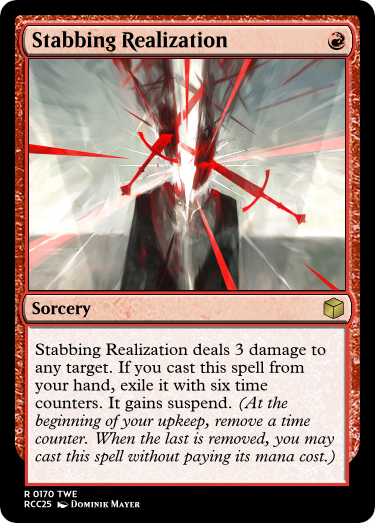 Stabbing Realization
Sorcery
Stabbing Realization deals 3 damage to
any target. If you cast this spell from
your hand, exile it with six time
counters. It gains suspend. (At the
beginning of your upkeep, remove a time
counter. When the last is removed, you may
cast this spell without paying its mana cost.)
R 0170 TWE
RCC25 Dominik Mayer